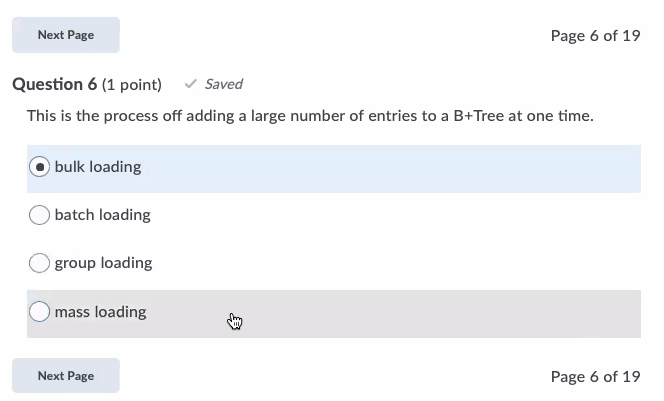 Next Page
Page 6 of 19
Question 6 (1 point) Saved
This is the process off adding a large number of entries to a B+Tree at one time.
bulk loading
batch loading
group loading
mass loading
Next Page
Page 6 of 19